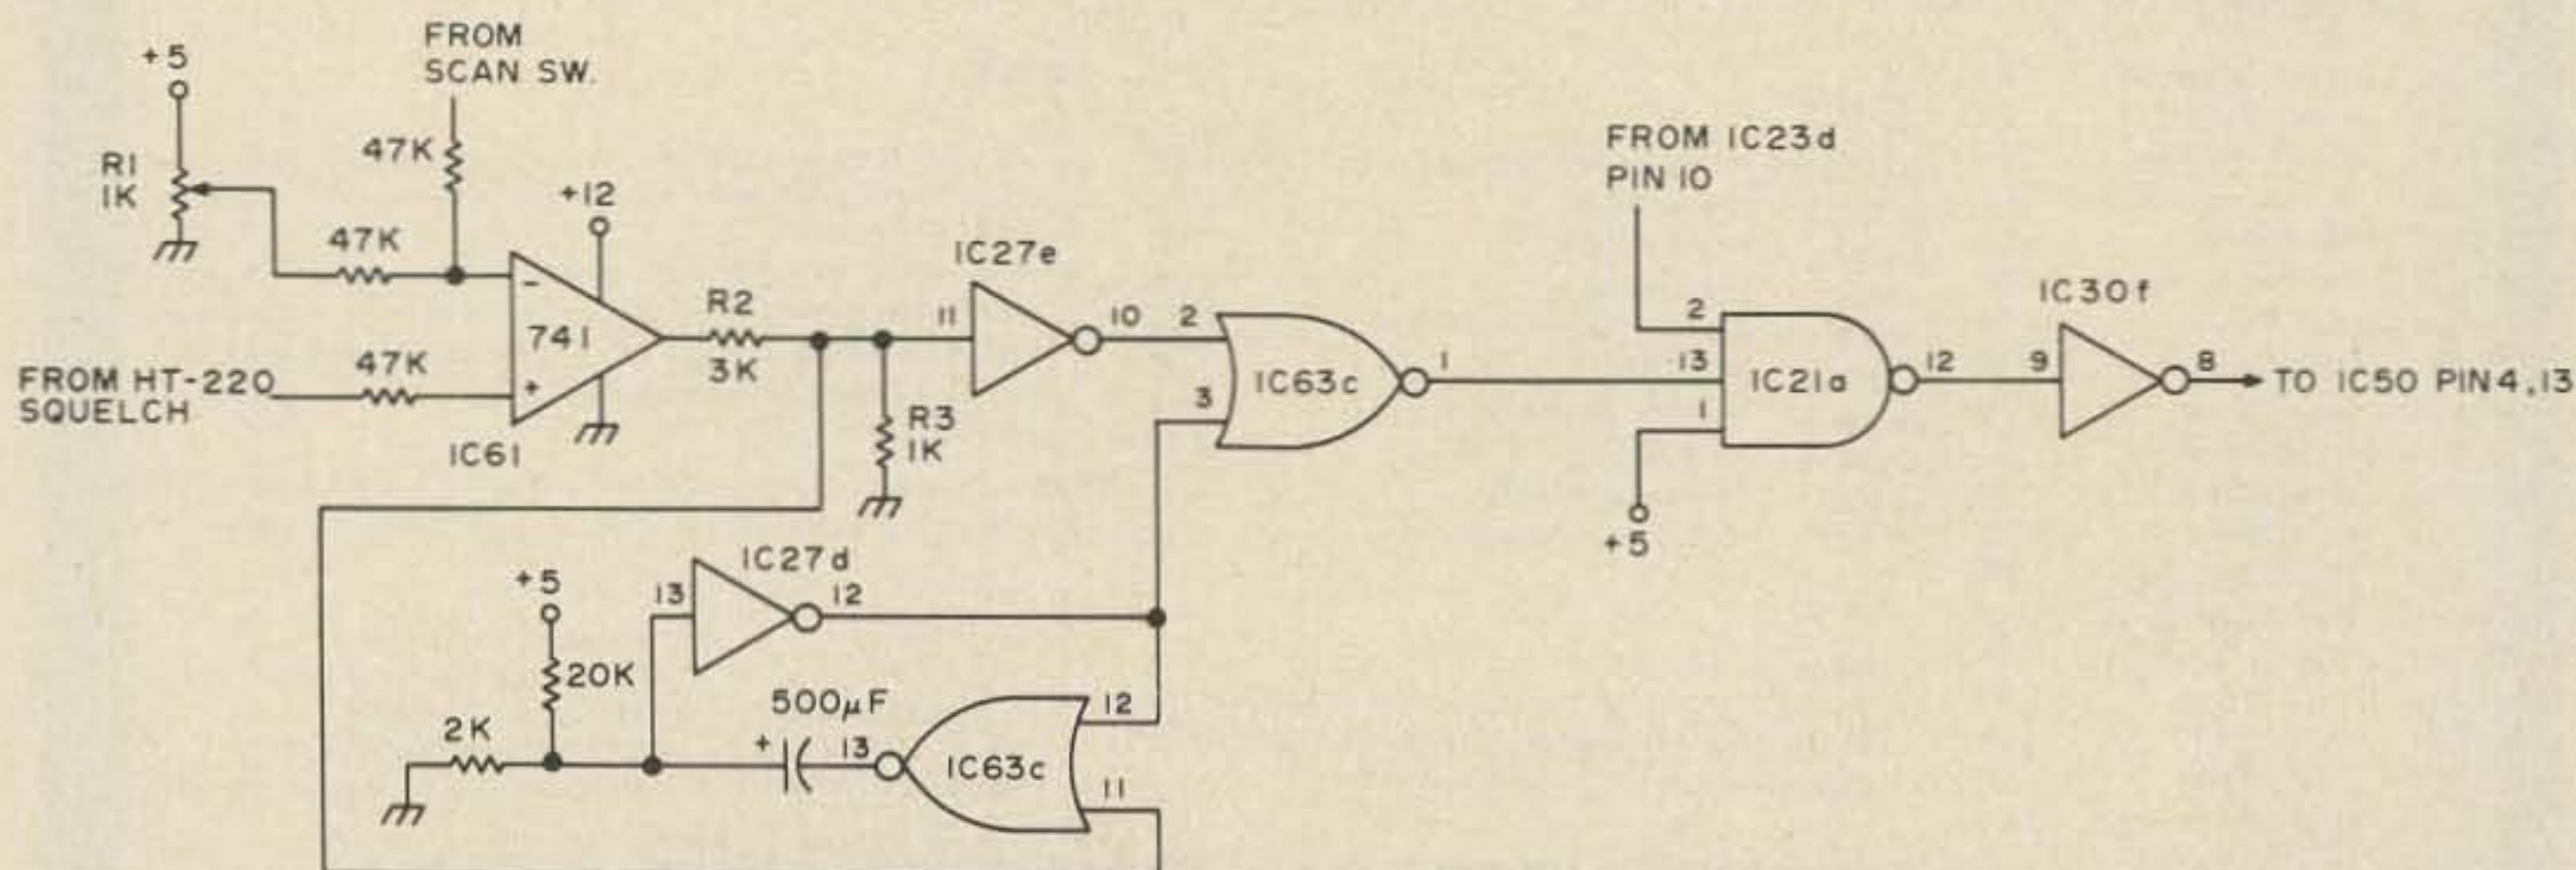 FROM
SCAN SW.
+5
47K
R1
1K
+12
47K
IC27e
R2
-
741
11
10
2
3K
47K
+
FROM HT-220
SQUELCH
IC61
R3
1K
3
IC63c
1
FROM IC23d
PIN 10
2
13
1
IC21a
12
+5
IC30f
9
8
TO IC50 PIN 4,13
IC27d
+5
13
12
20K
500µF
2K
+
13
IC63c
12
11